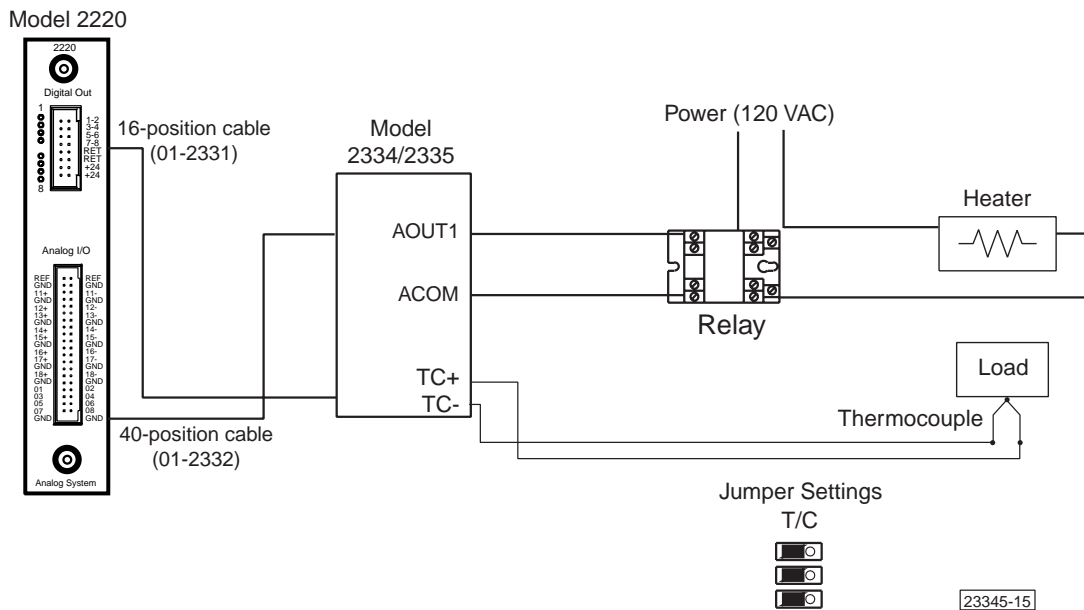 Model 2220
2220
Digital Out
1
1-2
3-4
5-6
7-8
RET
RET
+24
+24
8
16-position cable
(01-2331)
Model
2334/2335
Power (120 VAC)
Heater
AOUT1
ACOM
Relay
Analog I/O
REF REF
GND GND
11+ 11-
GND GND
12+ 12-
13+ 13-
GND GND
14+ 14-
15+ 15-
GND GND
16+ 16-
17+ 17-
GND GND
18+ 18-
GND GND
01 02
03 04
05 06
07 08
GND GND
TC+
TC-
Load
Thermocouple
40-position cable
(01-2332)
Analog System
Jumper Settings
T/C
23345-15